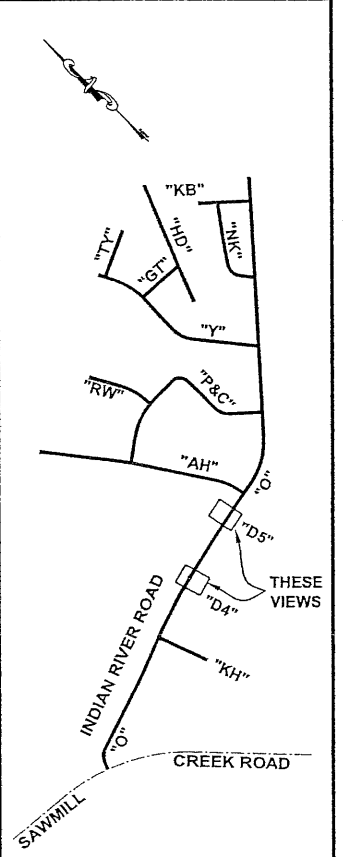 "KB"
"HD"
"NK"
"TY"
"GT"
"Y"
"RW"
"P&C"
"AH"
"O"
"D5"
THESE
VIEWS
"D4"
INDIAN RIVER ROAD
"KH"
"O"
CREEK ROAD
SAWMILL